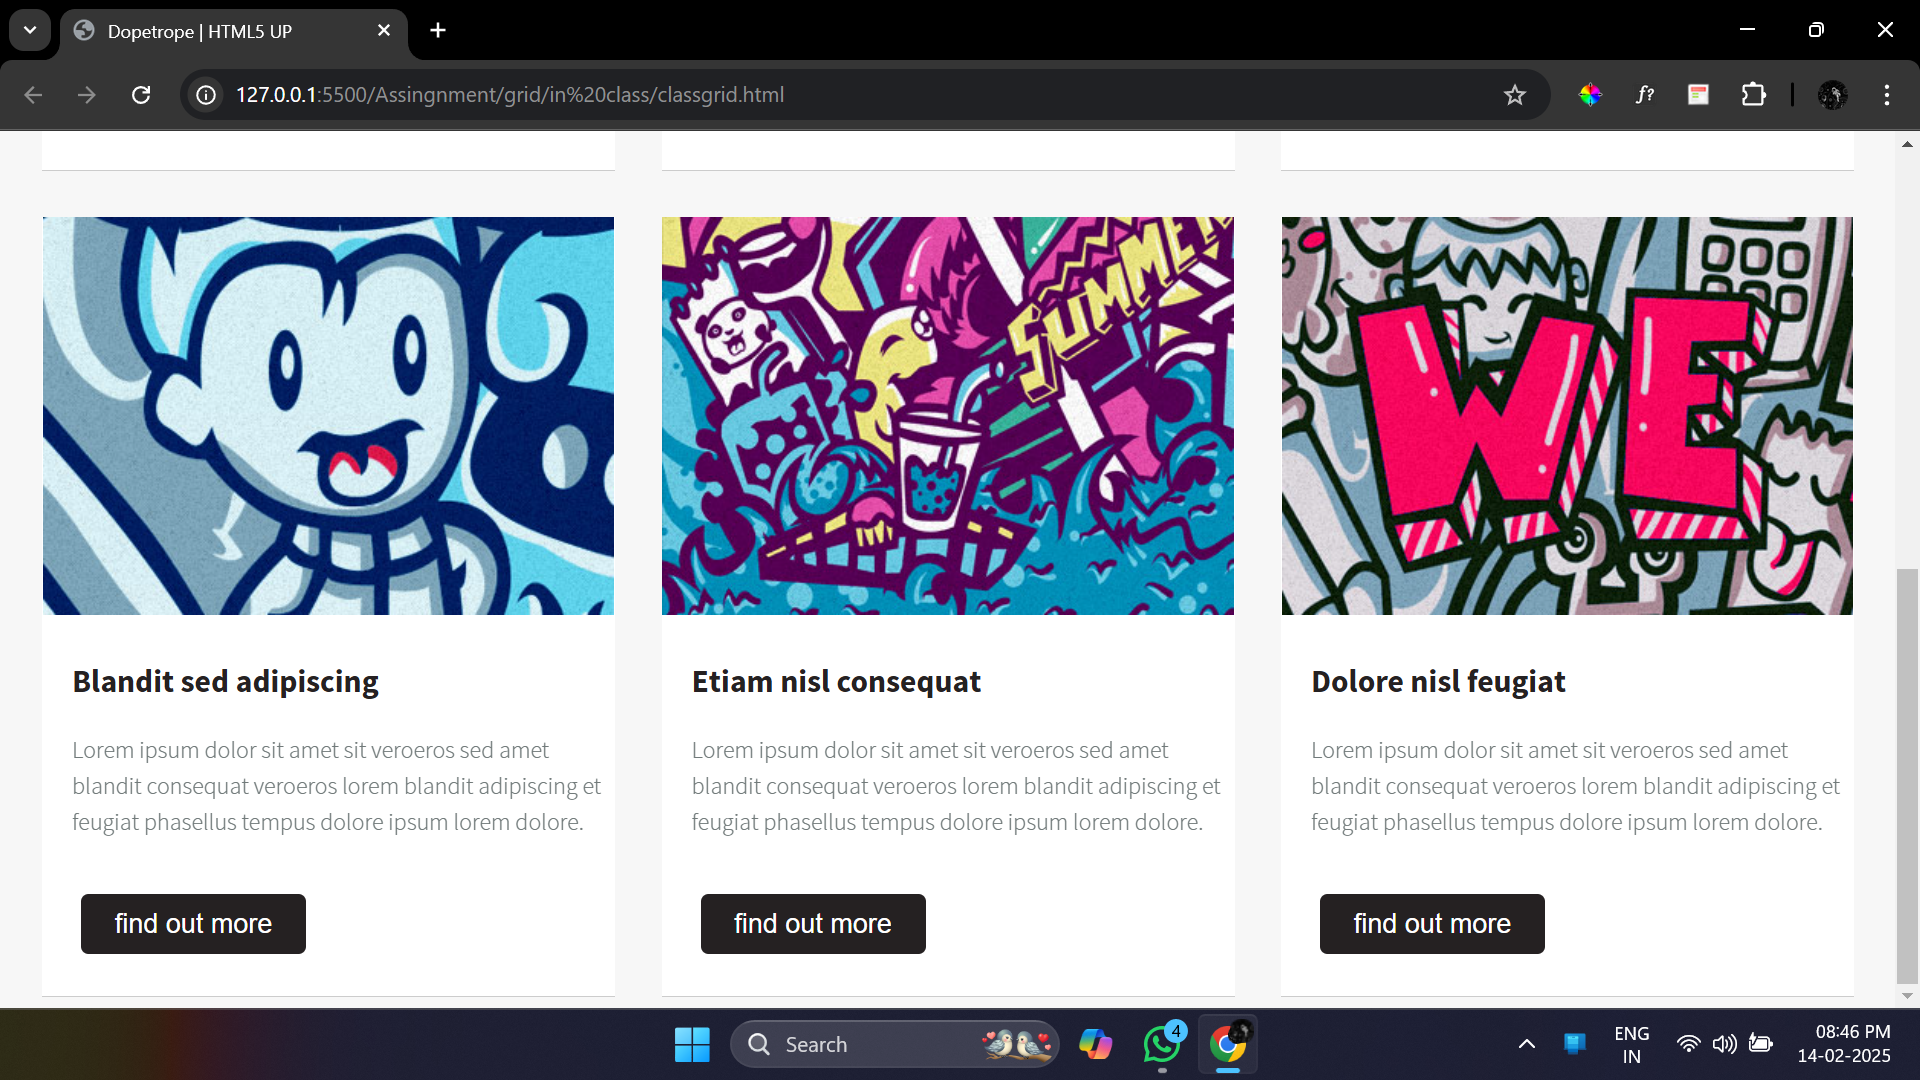 Dopetrope | HTML5 UP
127.0.0.1:5500/Assingnment/grid/in%20class/classgrid.html
f?
SUMMER
WE
Blandit sed adipiscing
Lorem ipsum dolor sit amet sit veroeros sed amet
blandit consequat veroeros lorem blandit adipiscing et
feugiat phasellus tempus dolore ipsum lorem dolore.
find out more
Etiam nisl consequat
Lorem ipsum dolor sit amet sit veroeros sed amet
blandit consequat veroeros lorem blandit adipiscing et
feugiat phasellus tempus dolore ipsum lorem dolore.
find out more
Dolore nisl feugiat
Lorem ipsum dolor sit amet sit veroeros sed amet
blandit consequat veroeros lorem blandit adipiscing et
feugiat phasellus tempus dolore ipsum lorem dolore.
find out more
Search
4
ENG
IN
08:46 PM
14-02-2025